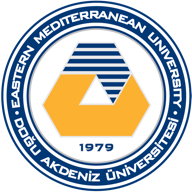 EASTERN MEDITERRANEAN UNIVERSITY
1979
DOĞU AKDENİZ ÜNİVERSİTESİ